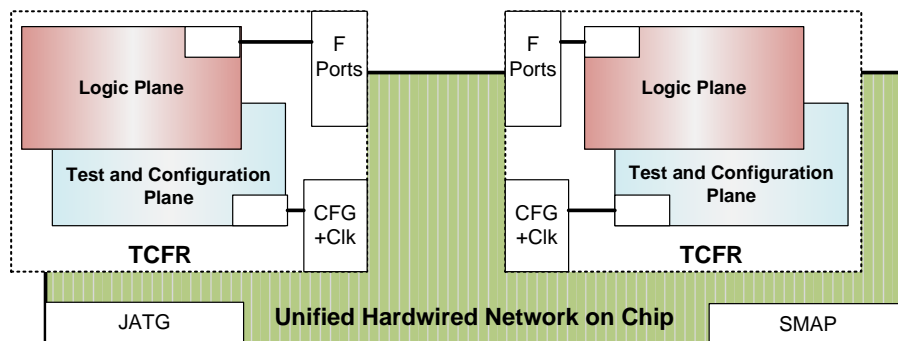 F
Ports
Logic Plane
Test and Configuration
Plane
CFG
+Clk
TCFR
F
Ports
Logic Plane
Test and Configuration
Plane
CFG
+Clk
TCFR
JATG
Unified Hardwired Network on Chip
SMAP